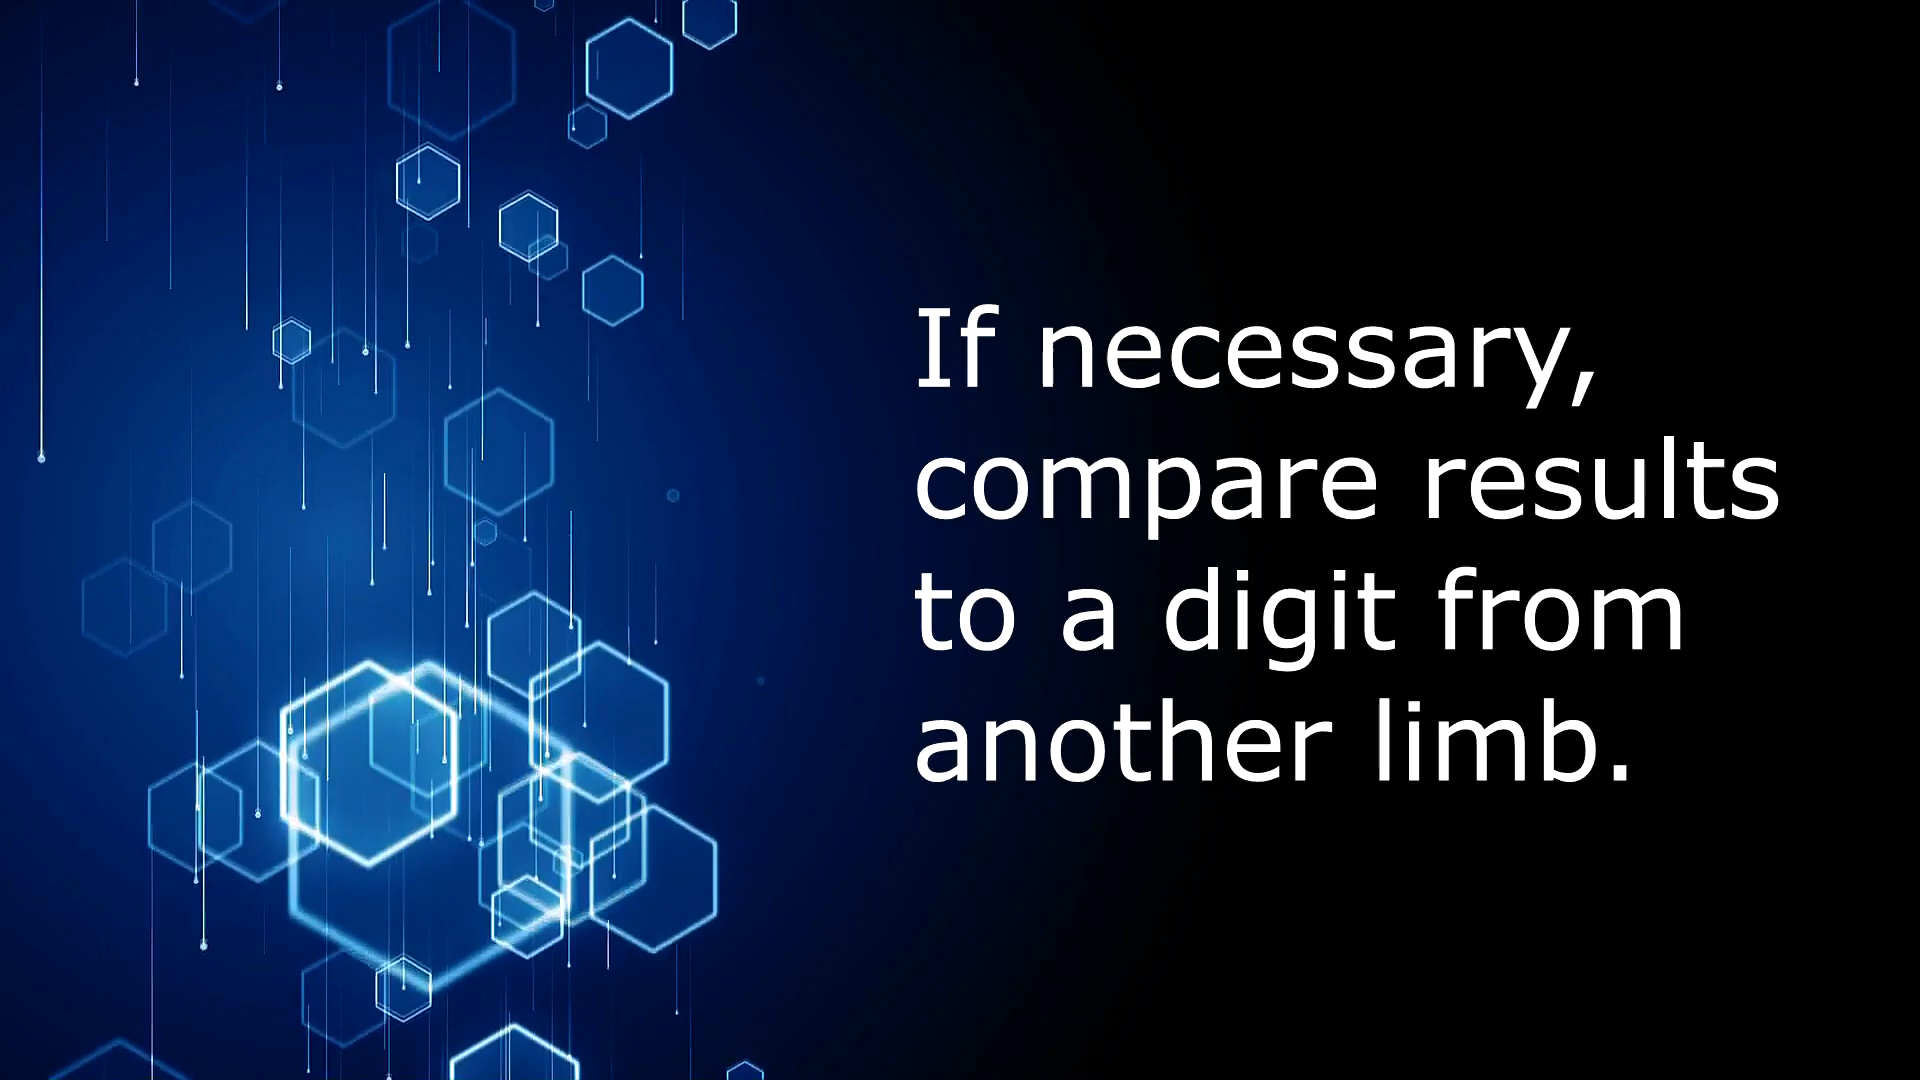 If necessary,
compare results
to a digit from
another limb.